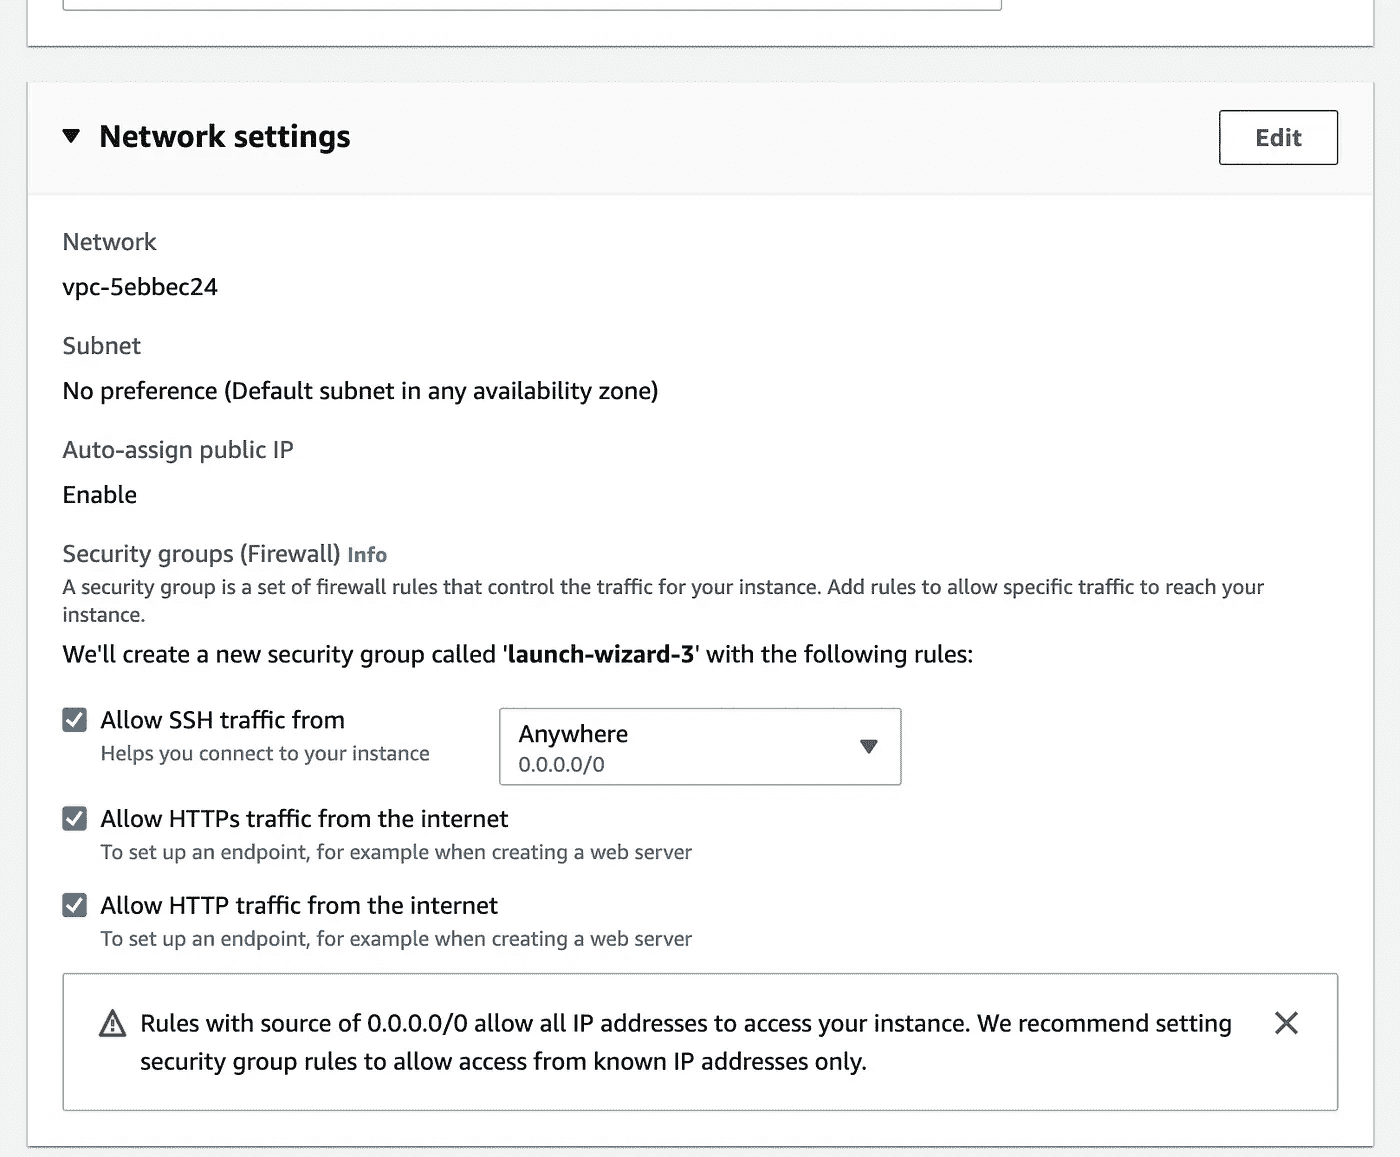 Network settings
Edit
Network
vpc-5ebbec24
Subnet
No preference (Default subnet in any availability zone)
Auto-assign public IP
Enable
Security groups (Firewall) Info
A security group is a set of firewall rules that control the traffic for your instance. Add rules to allow specific traffic to reach your
instance.
We'll create a new security group called 'launch-wizard-3' with the following rules:
Allow SSH traffic from
Helps you connect to your instance
Anywhere
0.0.0.0/0
Allow HTTPs traffic from the internet
To set up an endpoint, for example when creating a web server
Allow HTTP traffic from the internet
To set up an endpoint, for example when creating a web server
Rules with source of 0.0.0.0/0 allow all IP addresses to access your instance. We recommend setting
security group rules to allow access from known IP addresses only.